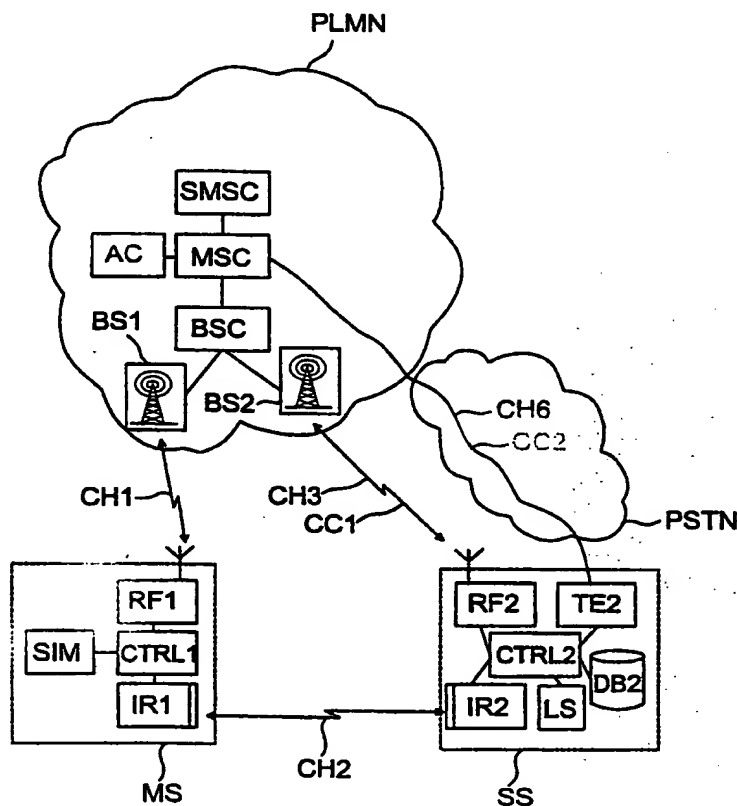 PLMN
SMSC
AC
MSC
BS1
BSC
BS2
CH6
CC2
CH1
CH3
CC1
PSTN
RF1
RF2
TE2
SIM
CTRL1
CTRL2
DB2
IR1
IR2
LS
CH2
MS
SS